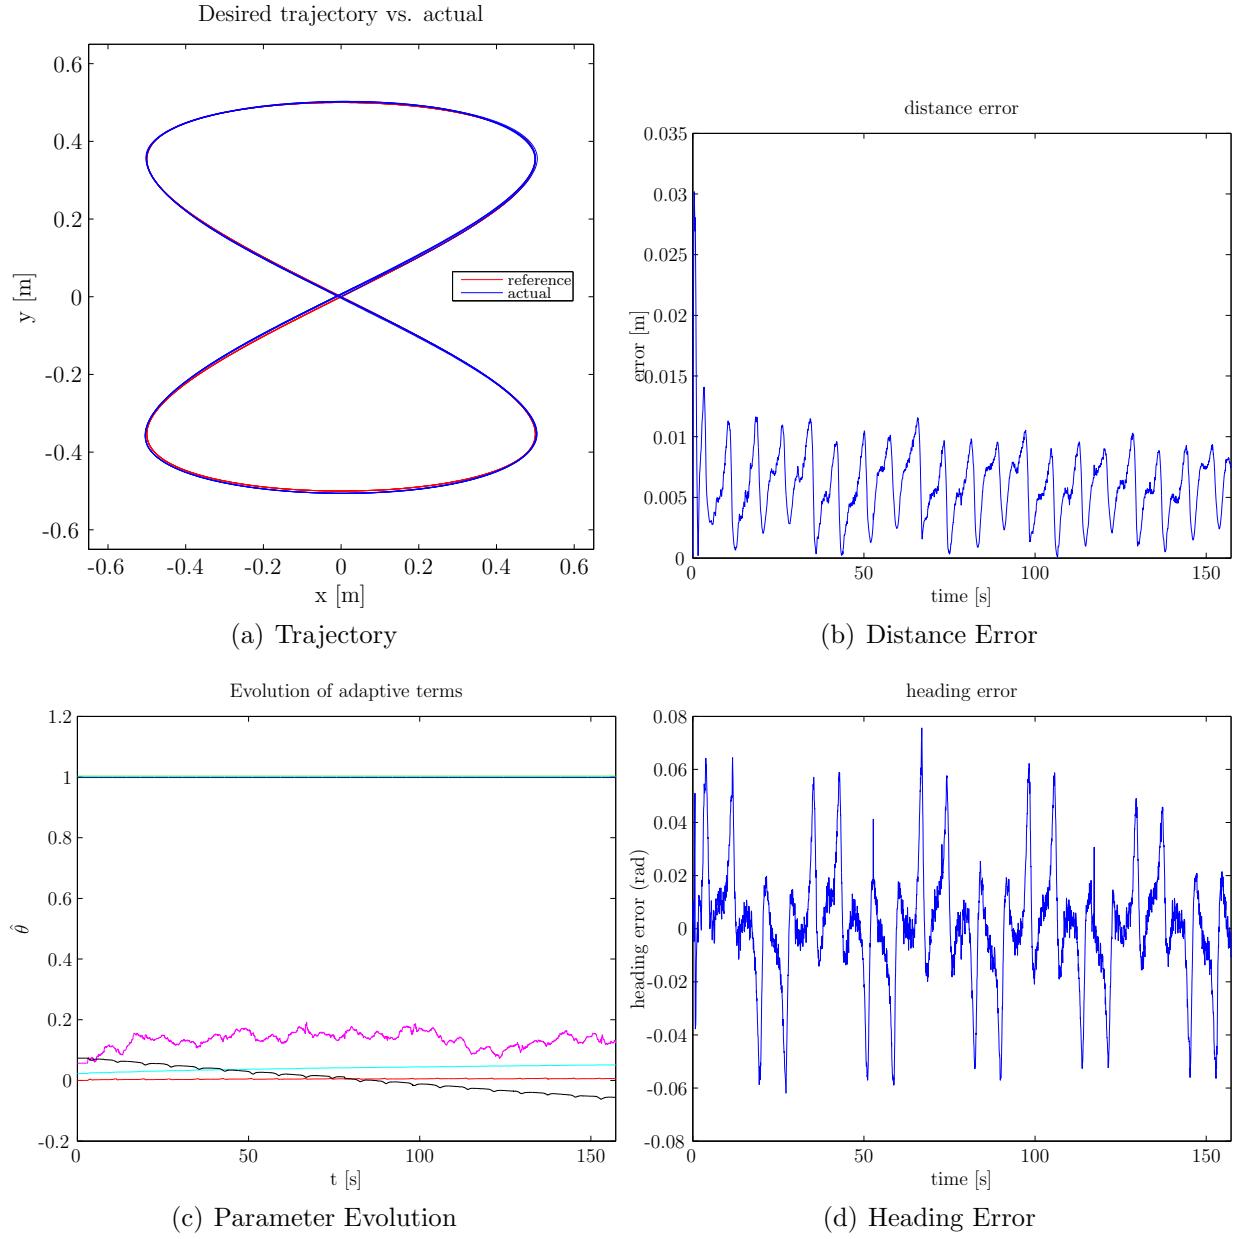 Desired trajectory vs. actual
0.6
0.4
0.2
0
-0.2
-0.4
-0.6
y [m]
reference
actual
-0.6 -0.4 -0.2 0 0.2 0.4 0.6
x [m]
(a) Trajectory
distance error
0.035
0.03
0.025
0.02
0.015
0.01
0.005
0
error [m]
0 50 100 150
time [s]
(b) Distance Error
Evolution of adaptive terms
1.2
1
0.8
0.6
0.4
0.2
0
-0.2
θ̂
0 50 100 150
t [s]
(c) Parameter Evolution
heading error
0.08
0.06
0.04
0.02
0
-0.02
-0.04
-0.06
-0.08
heading error (rad)
0 50 100 150
time [s]
(d) Heading Error